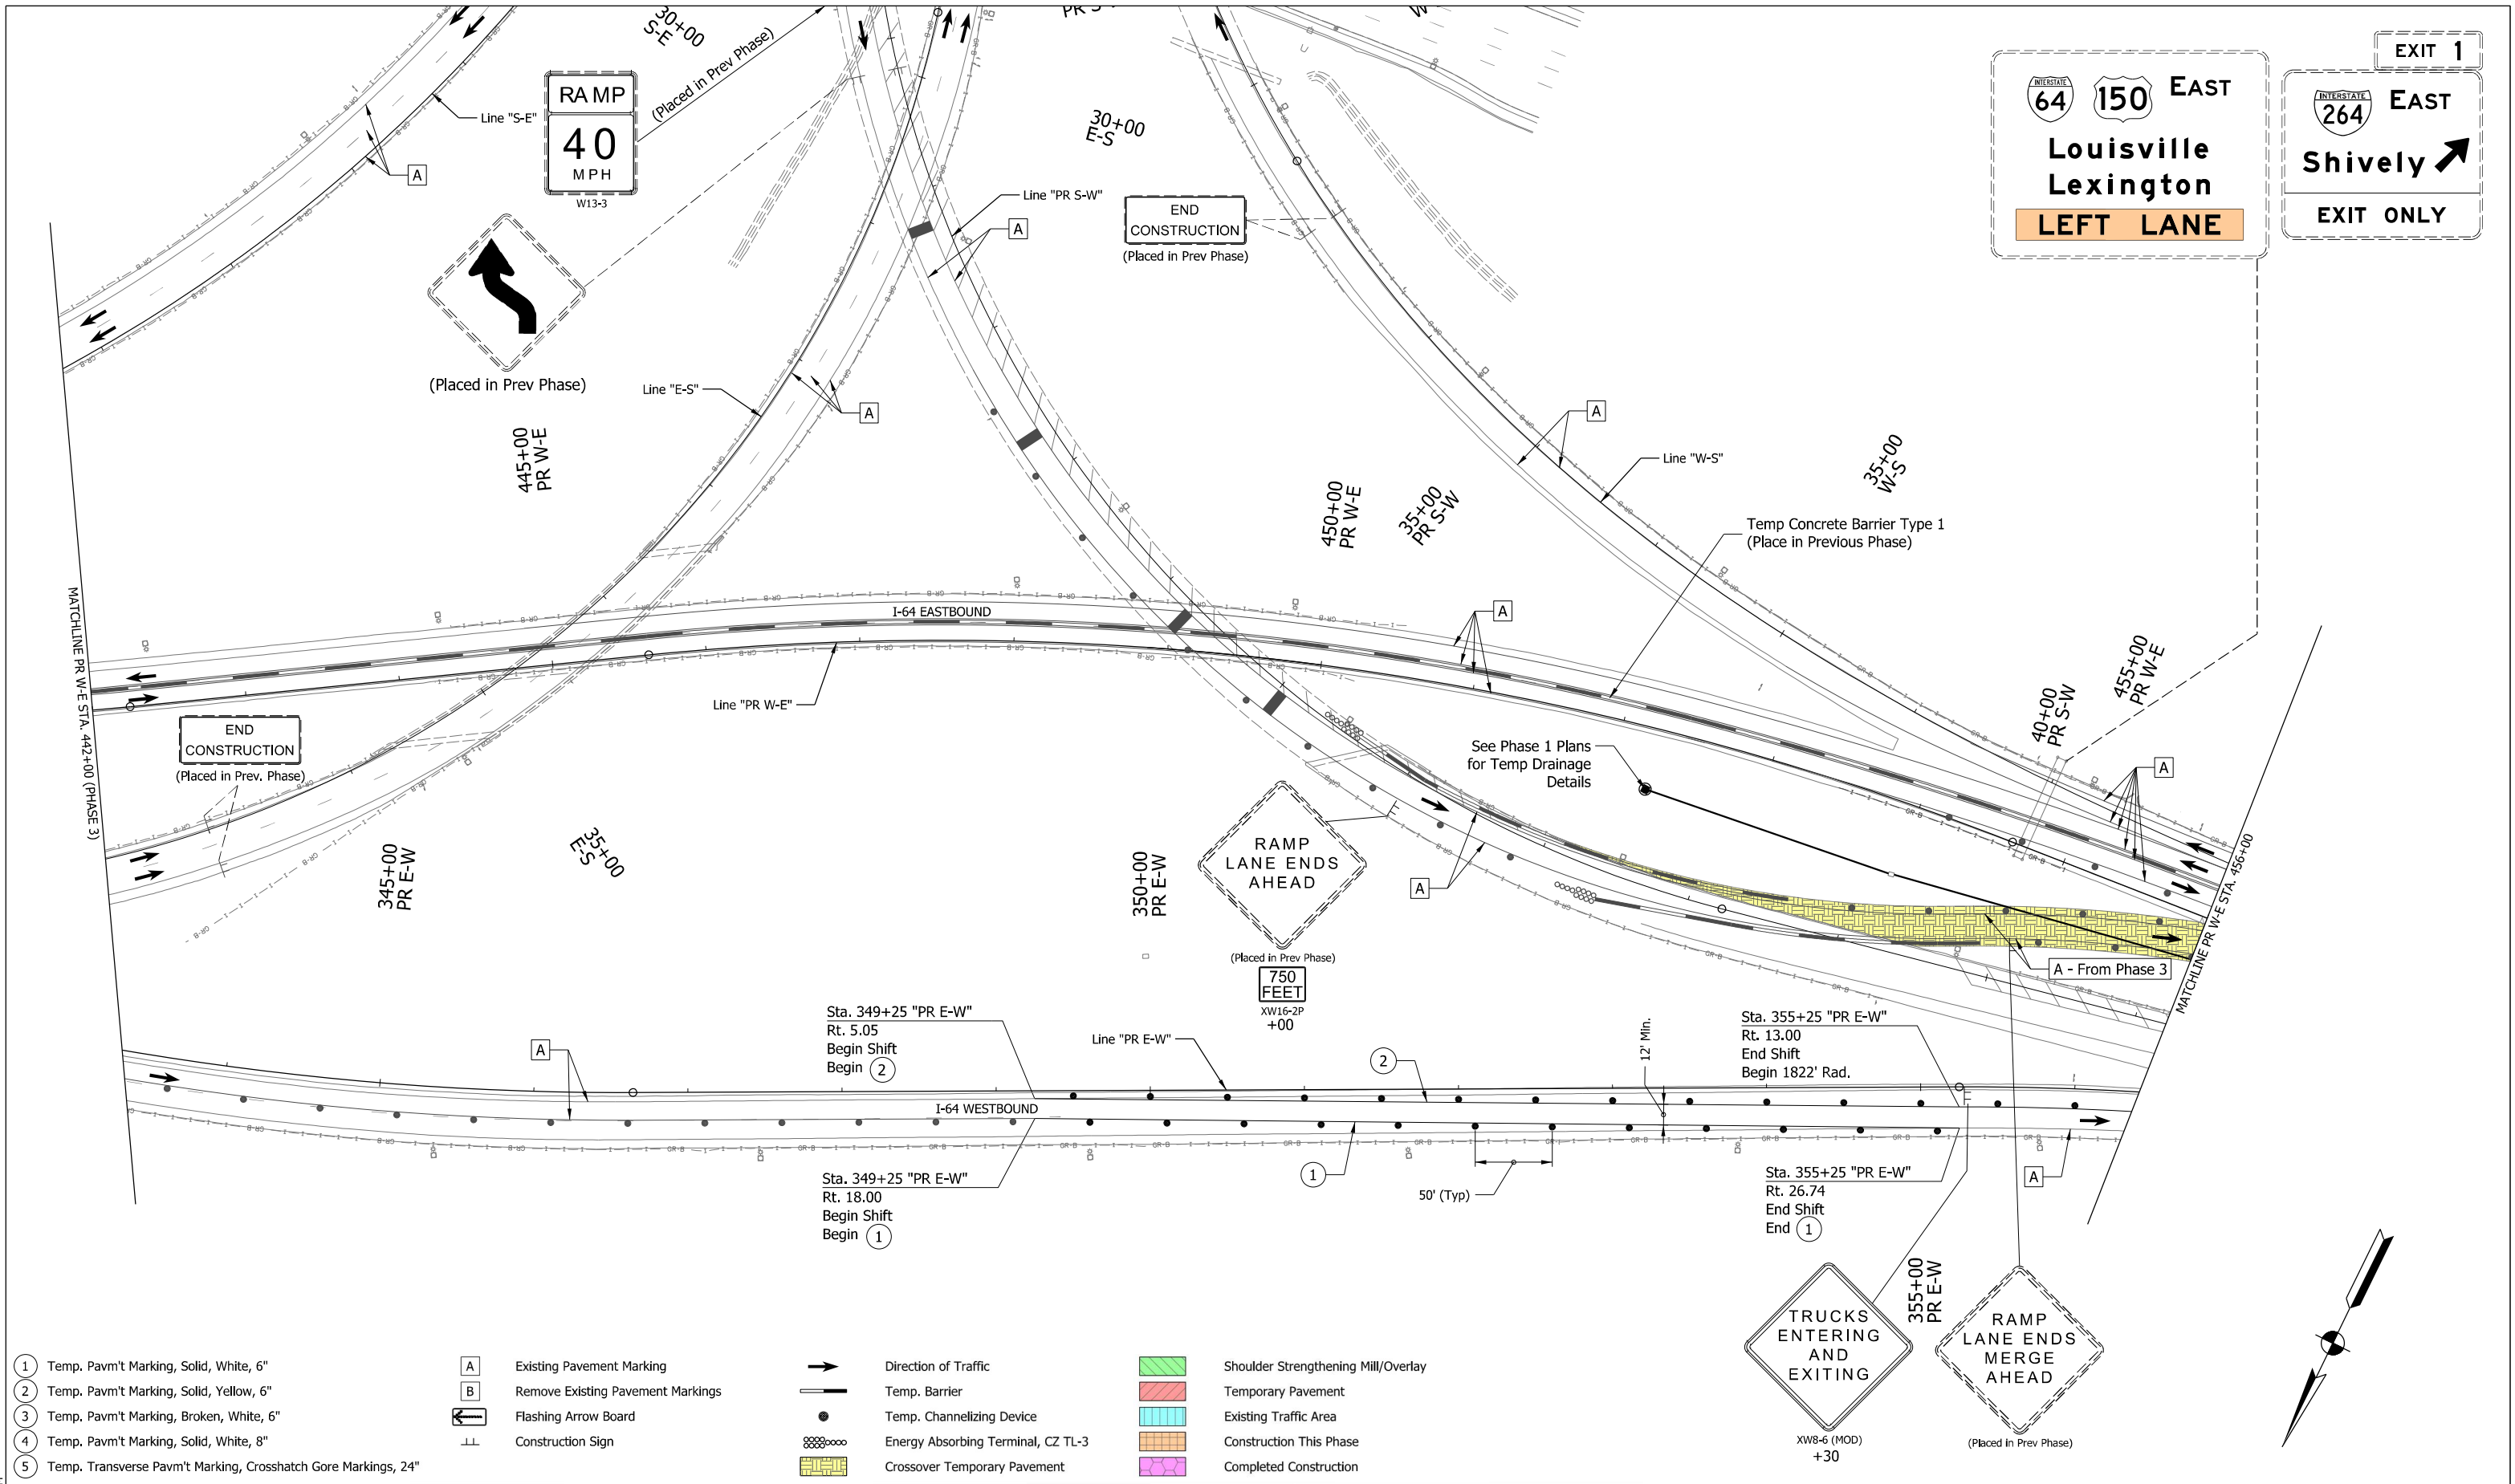 30+00
S-E
(Placed in Prev Phase)
RAMP
40
MPH
W13-3
Line "S-E"
A
(Placed in Prev Phase)
30+00
E-S
Line "PR S-W"
A
END
CONSTRUCTION
(Placed in Prev Phase)
INTERSTATE
64
150
EAST
Louisville
Lexington
LEFT LANE
EXIT 1
INTERSTATE
264
EAST
Shively
EXIT ONLY
Line "E-S"
A
445+00
PR W-E
450+00
PR W-E
35+00
PR S-W
A
Line "W-S"
35+00
W-S
Temp Concrete Barrier Type 1
(Place in Previous Phase)
MATCHLINE PR W-E STA. 442+00 (PHASE 3)
I-64 EASTBOUND
A
Line "PR W-E"
END
CONSTRUCTION
(Placed in Prev. Phase)
See Phase 1 Plans
for Temp Drainage
Details
40+00
PR S-W
455+00
PR W-E
A
345+00
PR E-W
35+00
E-S
350+00
PR E-W
RAMP
LANE ENDS
AHEAD
(Placed in Prev Phase)
750
FEET
XW16-2P
+00
A
A - From Phase 3
MATCHLINE PR W-E STA. 456+00
Sta. 349+25 "PR E-W"
Rt. 5.05
Begin Shift
Begin 2
A
Line "PR E-W"
2
12' Min.
Sta. 355+25 "PR E-W"
Rt. 13.00
End Shift
Begin 1822' Rad.
I-64 WESTBOUND
Sta. 349+25 "PR E-W"
Rt. 18.00
Begin Shift
Begin 1
1
50' (Typ)
Sta. 355+25 "PR E-W"
Rt. 26.74
End Shift
End 1
A
355+00
PR E-W
TRUCKS
ENTERING
AND
EXITING
XW8-6 (MOD)
+30
RAMP
LANE ENDS
MERGE
AHEAD
(Placed in Prev Phase)
1 Temp. Pavm't Marking, Solid, White, 6"
2 Temp. Pavm't Marking, Solid, Yellow, 6"
3 Temp. Pavm't Marking, Broken, White, 6"
4 Temp. Pavm't Marking, Solid, White, 8"
5 Temp. Transverse Pavm't Marking, Crosshatch Gore Markings, 24"
A Existing Pavement Marking
B Remove Existing Pavement Markings
Flashing Arrow Board
Construction Sign
Direction of Traffic
Temp. Barrier
Temp. Channelizing Device
Energy Absorbing Terminal, CZ TL-3
Crossover Temporary Pavement
Shoulder Strengthening Mill/Overlay
Temporary Pavement
Existing Traffic Area
Construction This Phase
Completed Construction